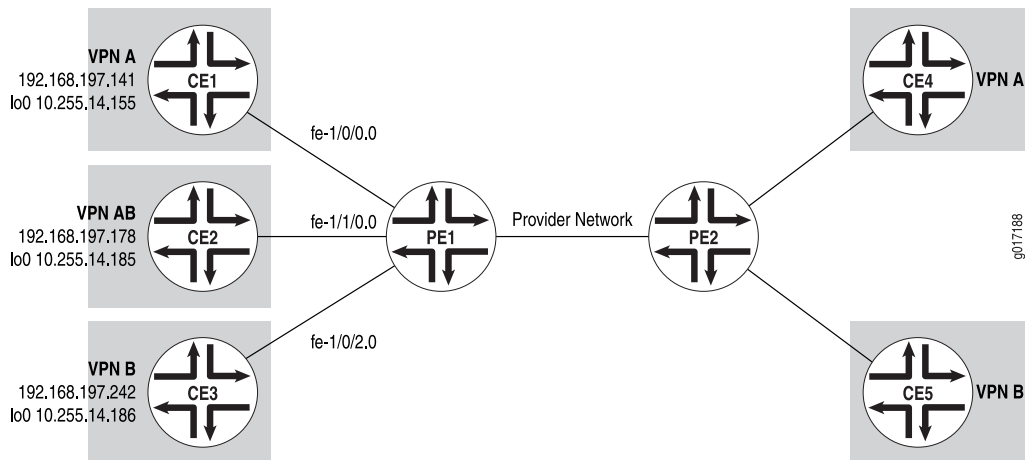 VPN A
192.168.197.141
lo0 10.255.14.155
CE1
fe-1/0/0.0
CE4
VPN A
VPN AB
192.168.197.178
lo0 10.255.14.185
CE2
fe-1/1/0.0
PE1
Provider Network
PE2
g017188
VPN B
192.168.197.242
lo0 10.255.14.186
CE3
fe-1/0/2.0
CE5
VPN B